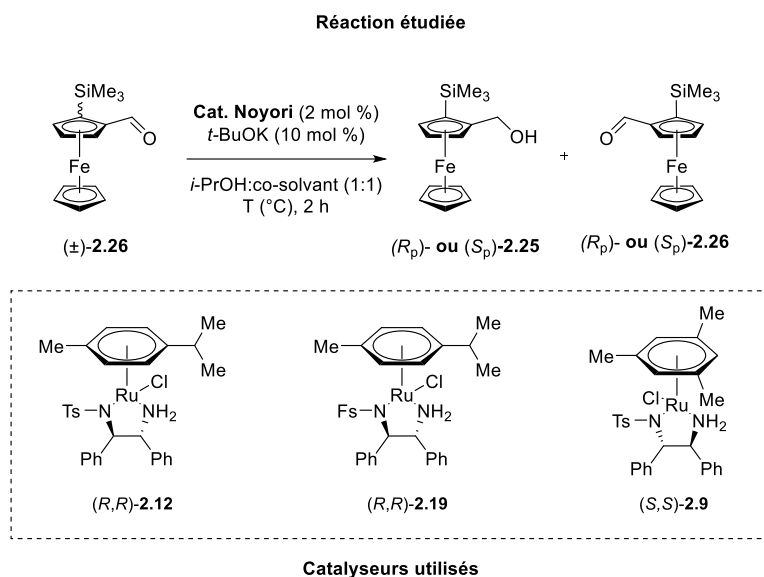 Réaction étudiée
SiMe3
O
Fe
(±)-2.26
Cat. Noyori (2 mol %)
t-BuOK (10 mol %)
i-PrOH:co-solvant (1:1)
T (°C), 2 h
SiMe3
OH
Fe
(Rp)- ou (Sp)-2.25
+
SiMe3
O
Fe
(Rp)- ou (Sp)-2.26
Me
Me
Me
Cl
Ru
Ts N NH2
Ph Ph
(R,R)-2.12
Me
Me
Me
Cl
Ru
Fs N NH2
Ph Ph
(R,R)-2.19
Me
Me
Me
Cl Ru
Ts N NH2
Ph Ph
(S,S)-2.9
Catalyseurs utilisés